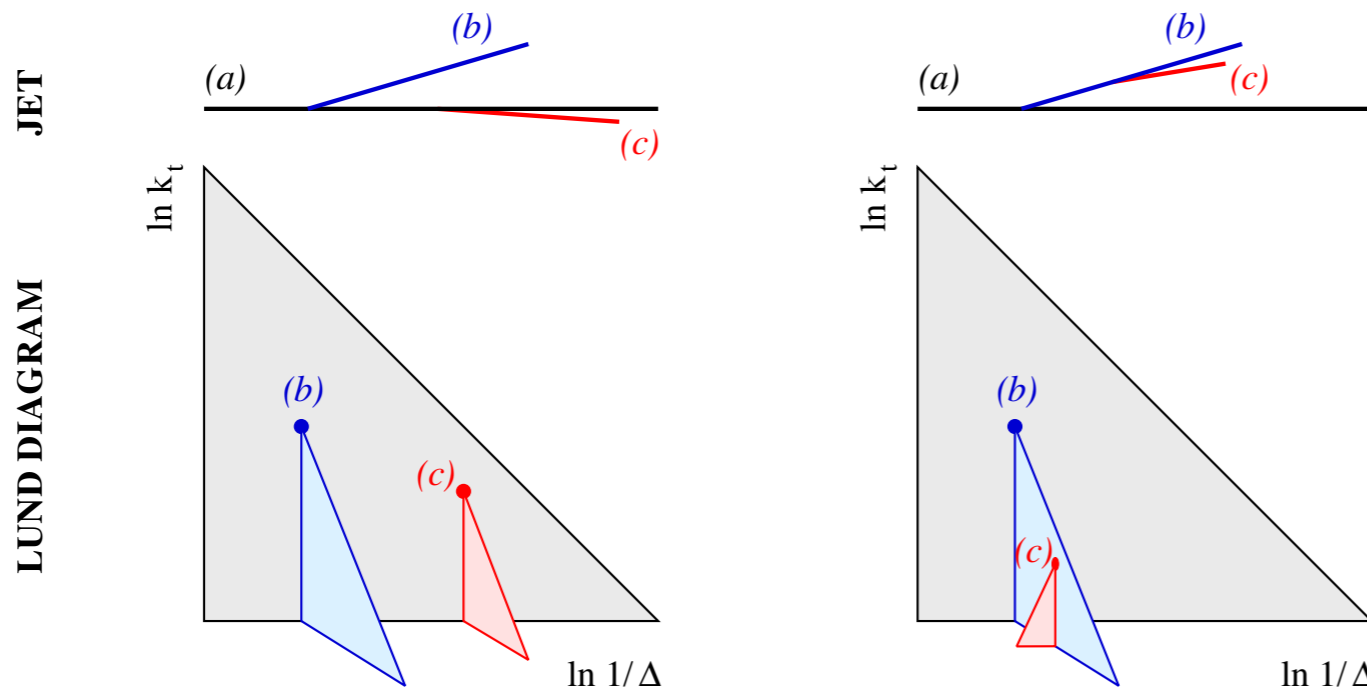 JET
(a)
(b)
(c)
(a)
(b)
(c)
LUND DIAGRAM
ln k_t
(b)
(c)
ln 1/Δ
ln k_t
(b)
(c)
ln 1/Δ